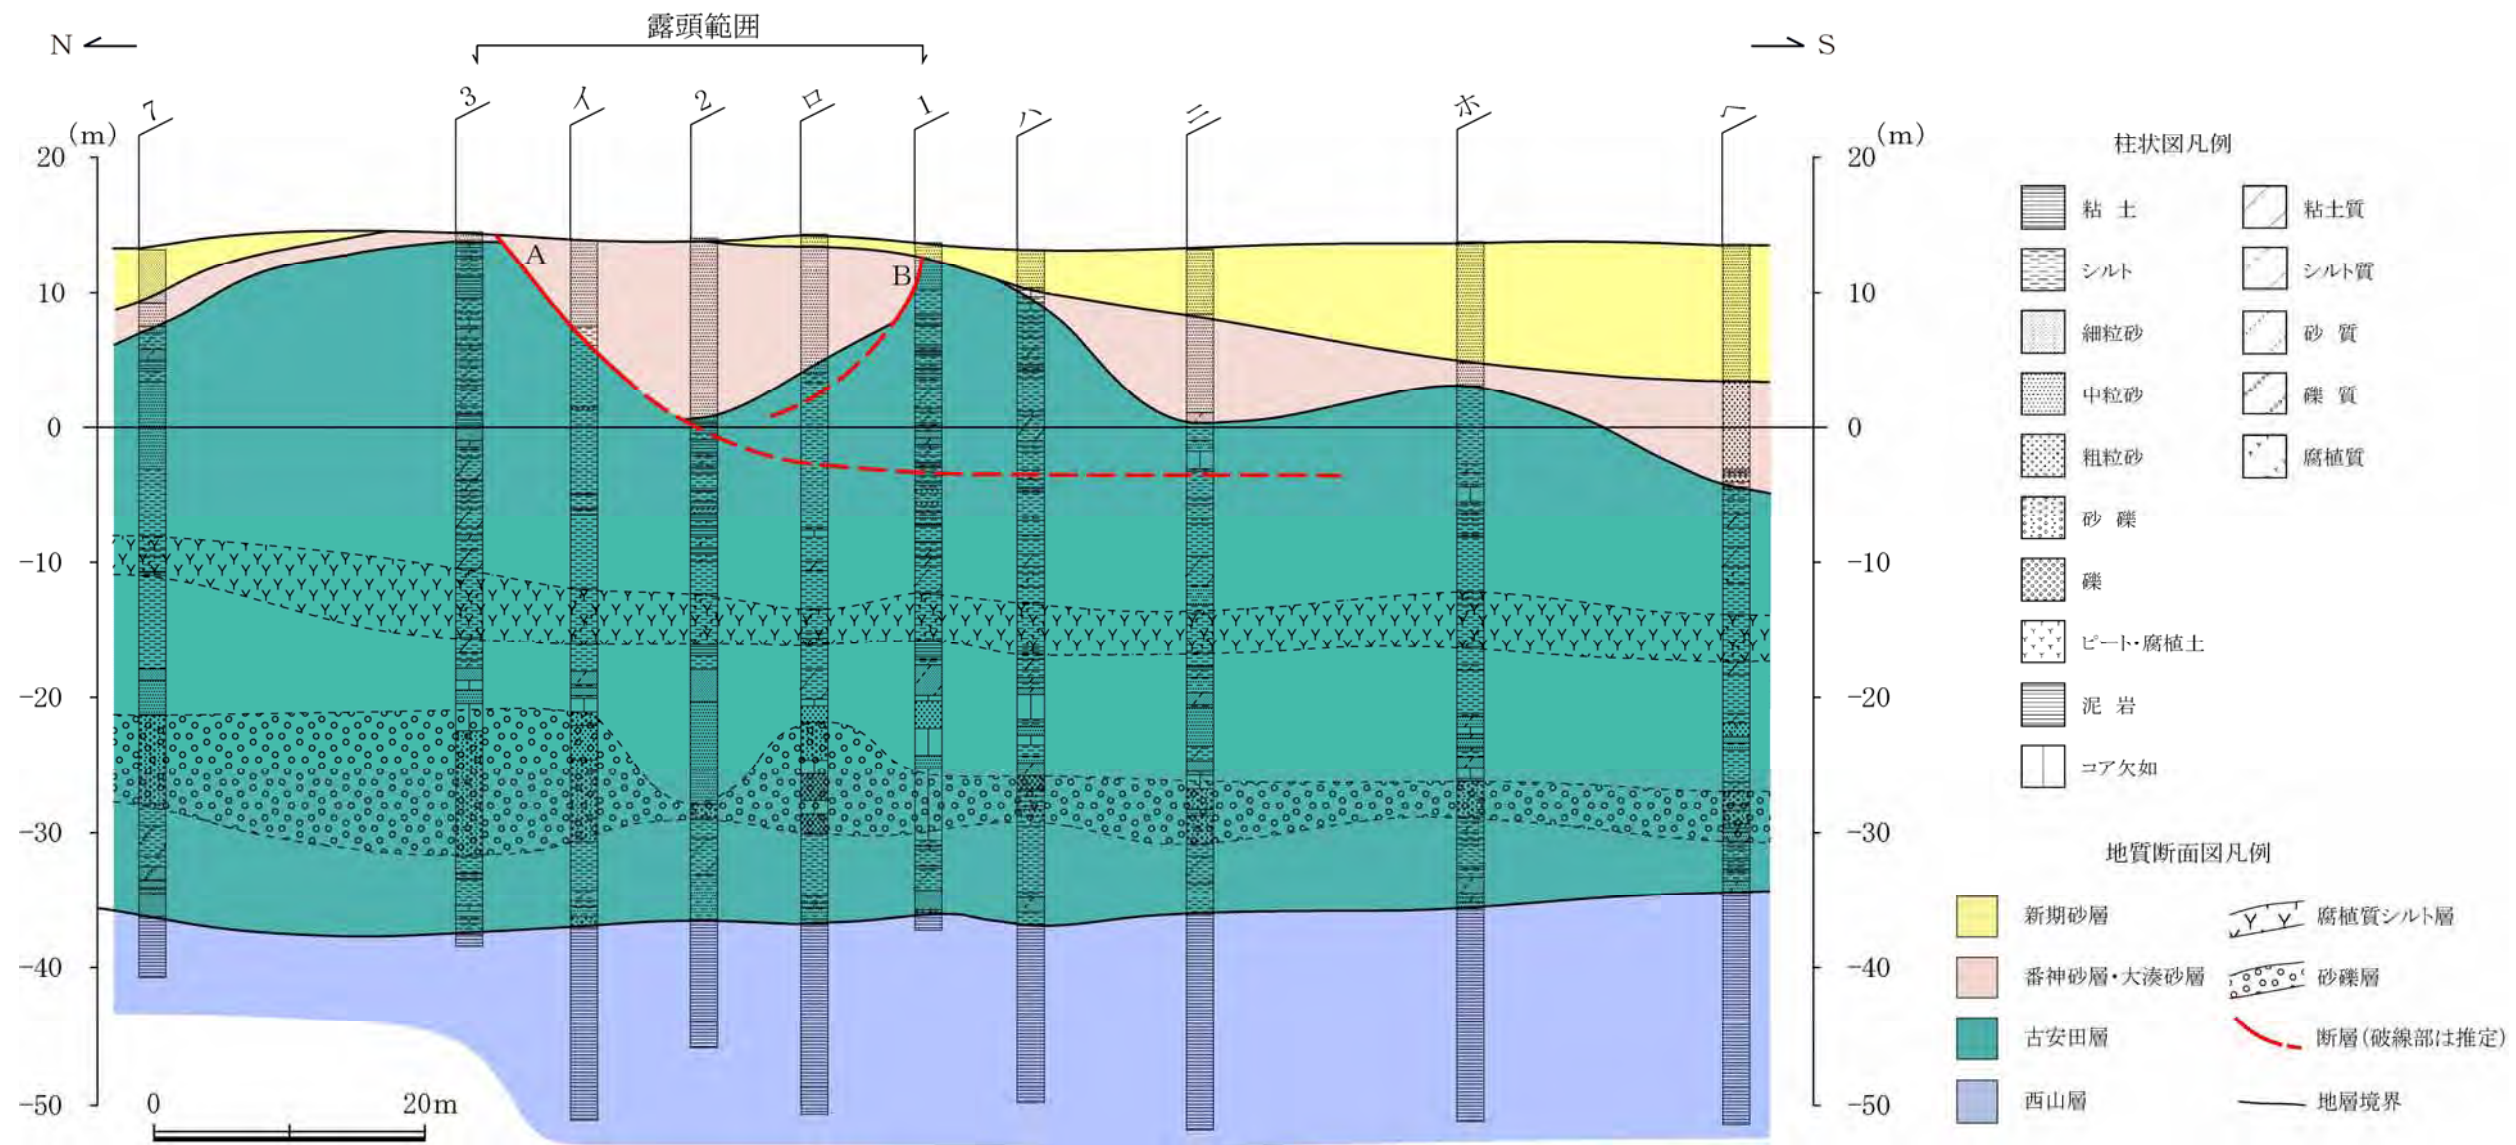 露頭範囲
N
S
7
3
イ
2
ロ
1
ハ
ニ
ホ
ヘ
(m)
(m)
20
10
0
-10
-20
-30
-40
-50
20
10
0
-10
-20
-30
-40
-50
A
B
0
20m
柱状図凡例
粘 土
粘土質
シルト
シルト質
細粒砂
砂 質
中粒砂
礫 質
粗粒砂
腐植質
砂 礫
礫
ピート・腐植土
泥 岩
コア欠如
地質断面図凡例
新期砂層
腐植質シルト層
番神砂層・大湊砂層
砂礫層
古安田層
断層(破線部は推定)
西山層
地層境界